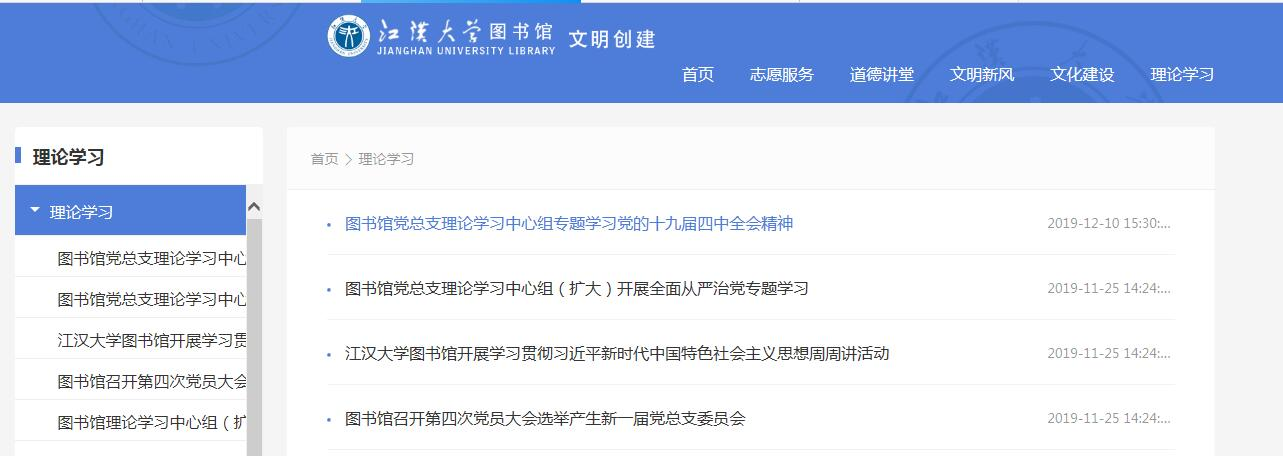 江汉大学图书馆 文明创建
JIANGHAN UNIVERSITY LIBRARY
首页 志愿服务 道德讲堂 文明新风 文化建设 理论学习
理论学习
理论学习
图书馆党总支理论学习中心
图书馆党总支理论学习中心
江汉大学图书馆开展学习贯
图书馆召开第四次党员大会
图书馆理论学习中心组（扩
首页 > 理论学习
图书馆党总支理论学习中心组专题学习党的十九届四中全会精神 2019-12-10 15:30:...
图书馆党总支理论学习中心组（扩大）开展全面从严治党专题学习 2019-11-25 14:24:...
江汉大学图书馆开展学习贯彻习近平新时代中国特色社会主义思想周周讲活动 2019-11-25 14:24:...
图书馆召开第四次党员大会选举产生新一届党总支委员会 2019-11-25 14:24:...